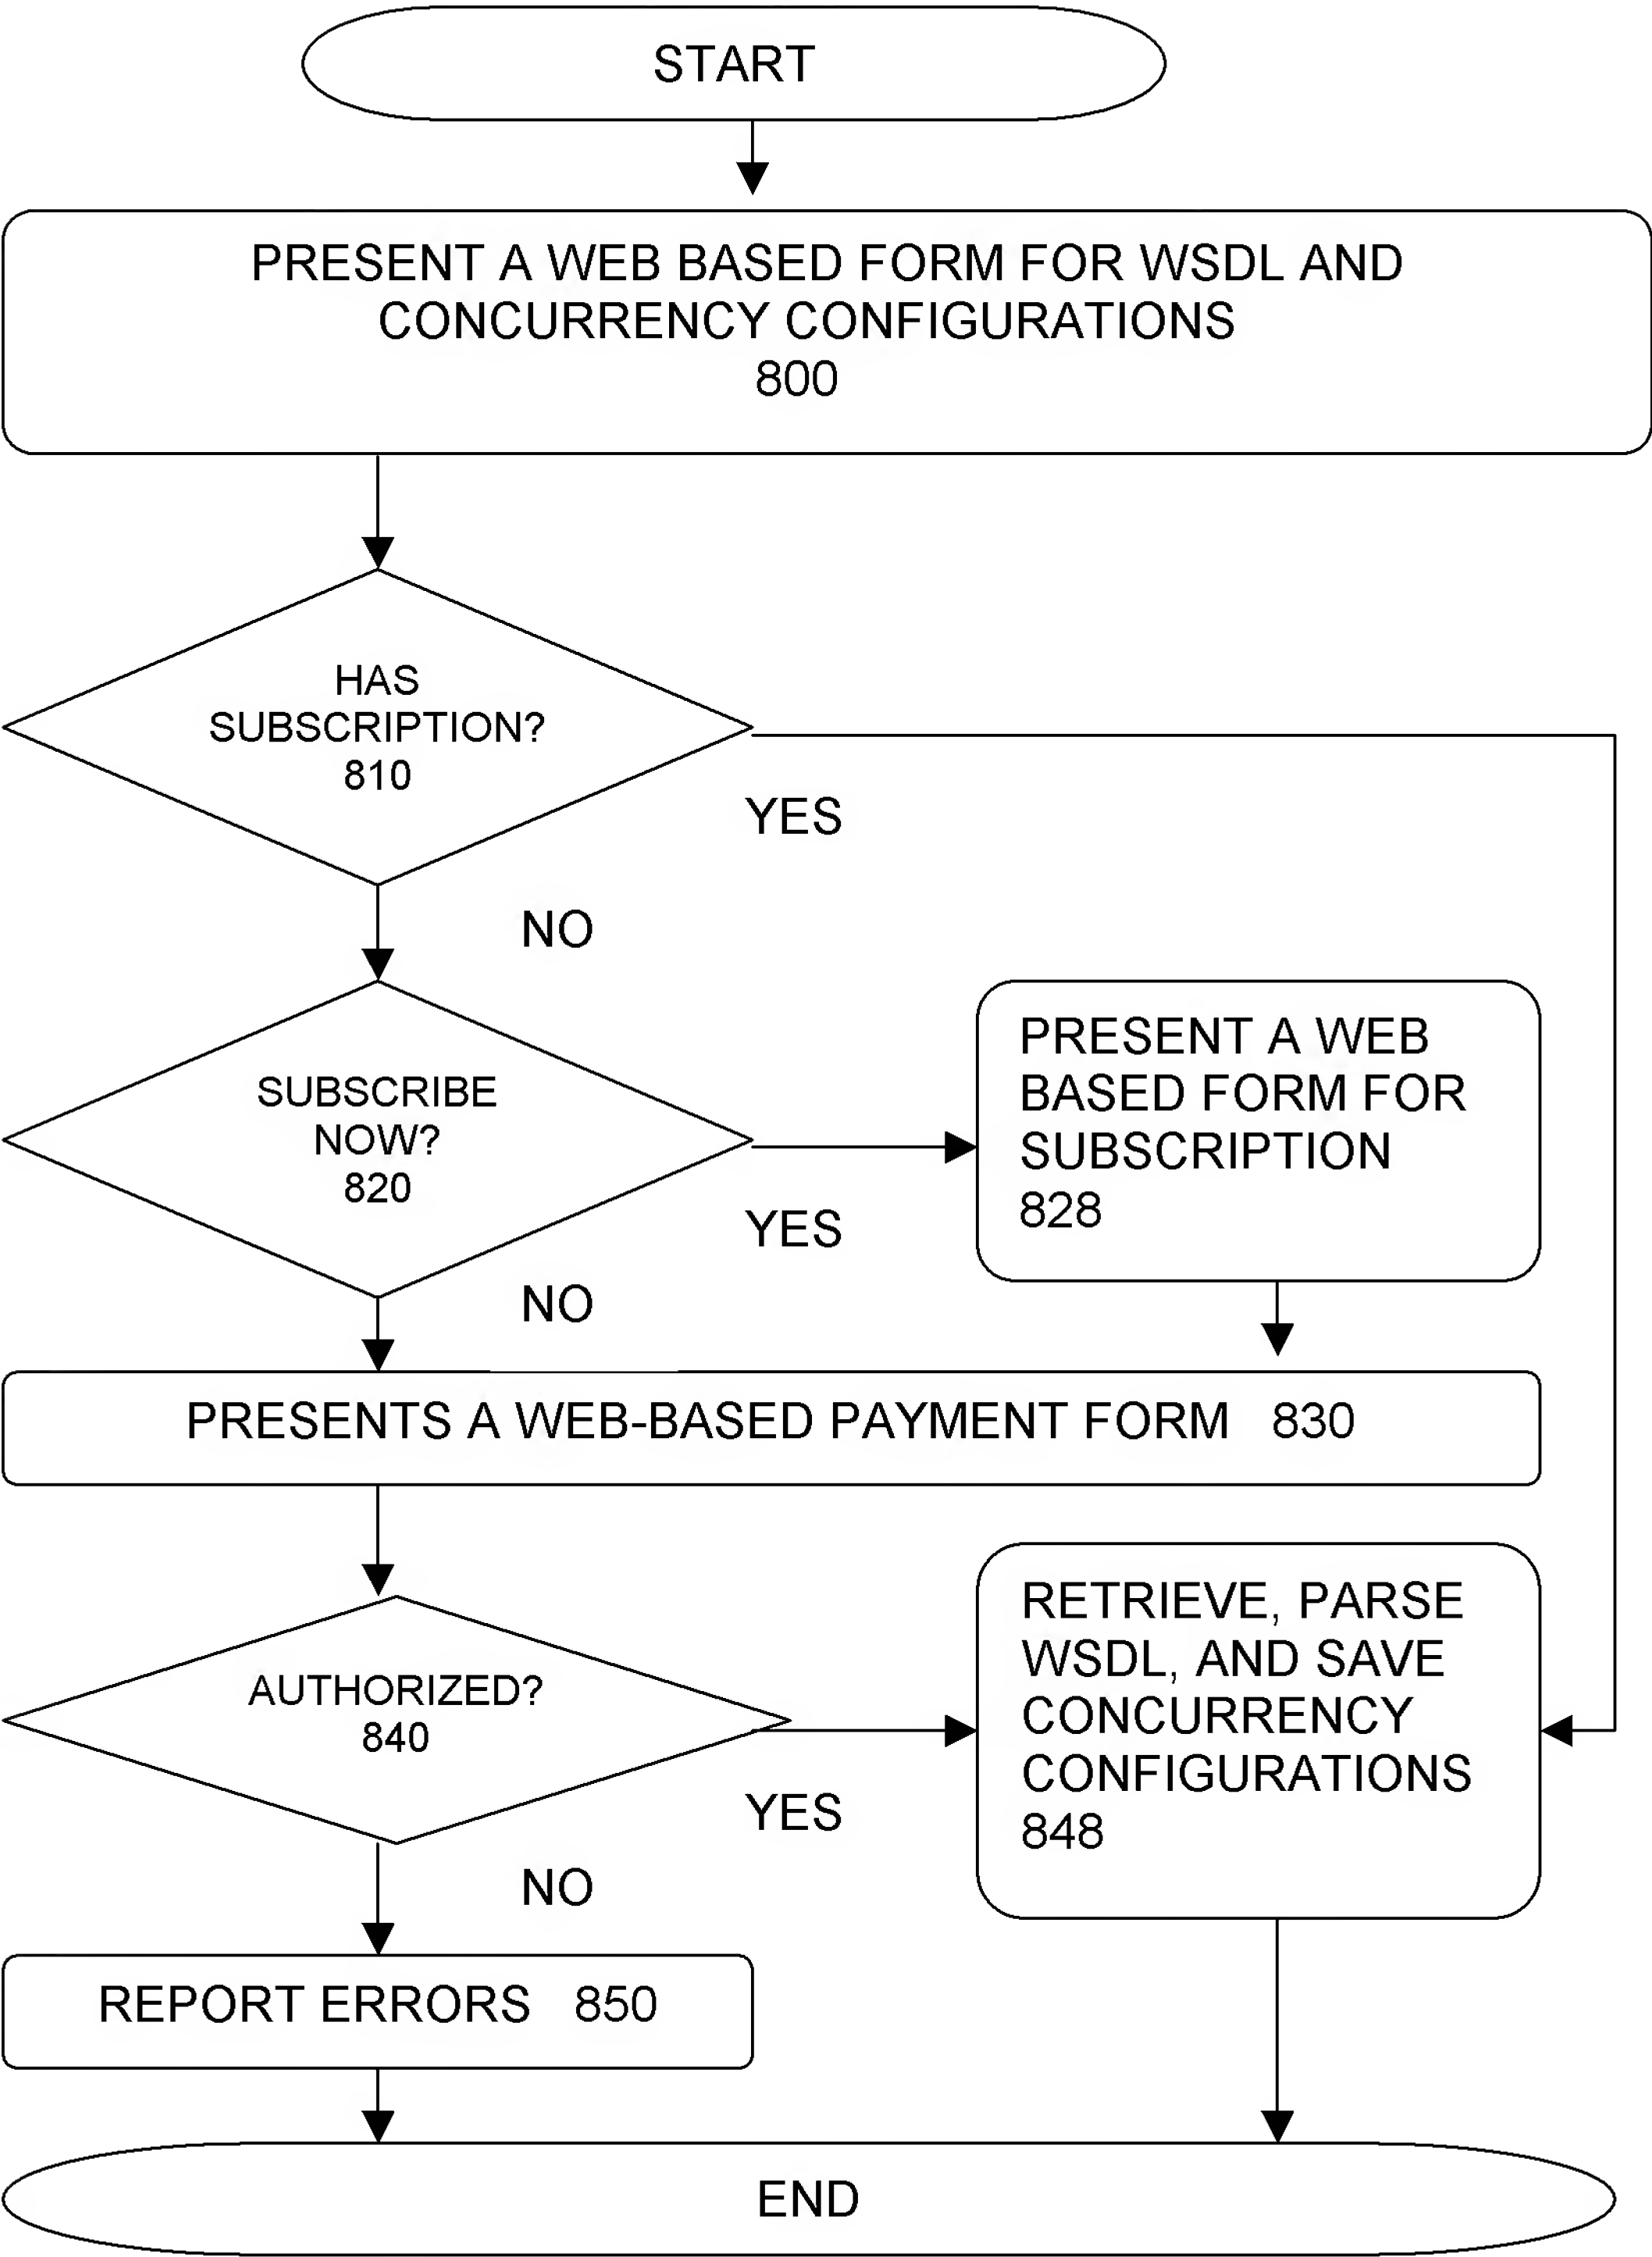 START
PRESENT A WEB BASED FORM FOR WSDL AND
CONCURRENCY CONFIGURATIONS
800
HAS
SUBSCRIPTION?
810
YES
NO
SUBSCRIBE
NOW?
820
YES
NO
PRESENT A WEB
BASED FORM FOR
SUBSCRIPTION
828
PRESENTS A WEB-BASED PAYMENT FORM 830
AUTHORIZED?
840
YES
NO
RETRIEVE, PARSE
WSDL, AND SAVE
CONCURRENCY
CONFIGURATIONS
848
REPORT ERRORS 850
END